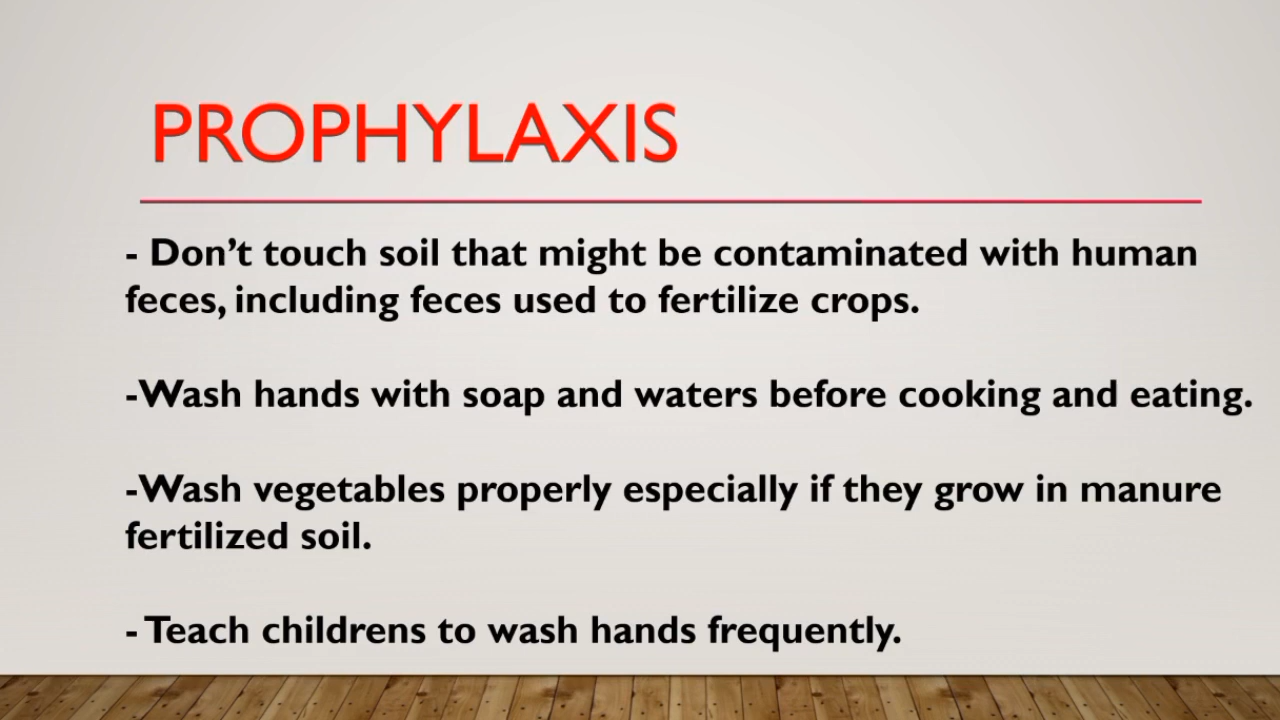 PROPHYLAXIS
- Don’t touch soil that might be contaminated with human
feces, including feces used to fertilize crops.
-Wash hands with soap and waters before cooking and eating.
-Wash vegetables properly especially if they grow in manure
fertilized soil.
- Teach childrens to wash hands frequently.